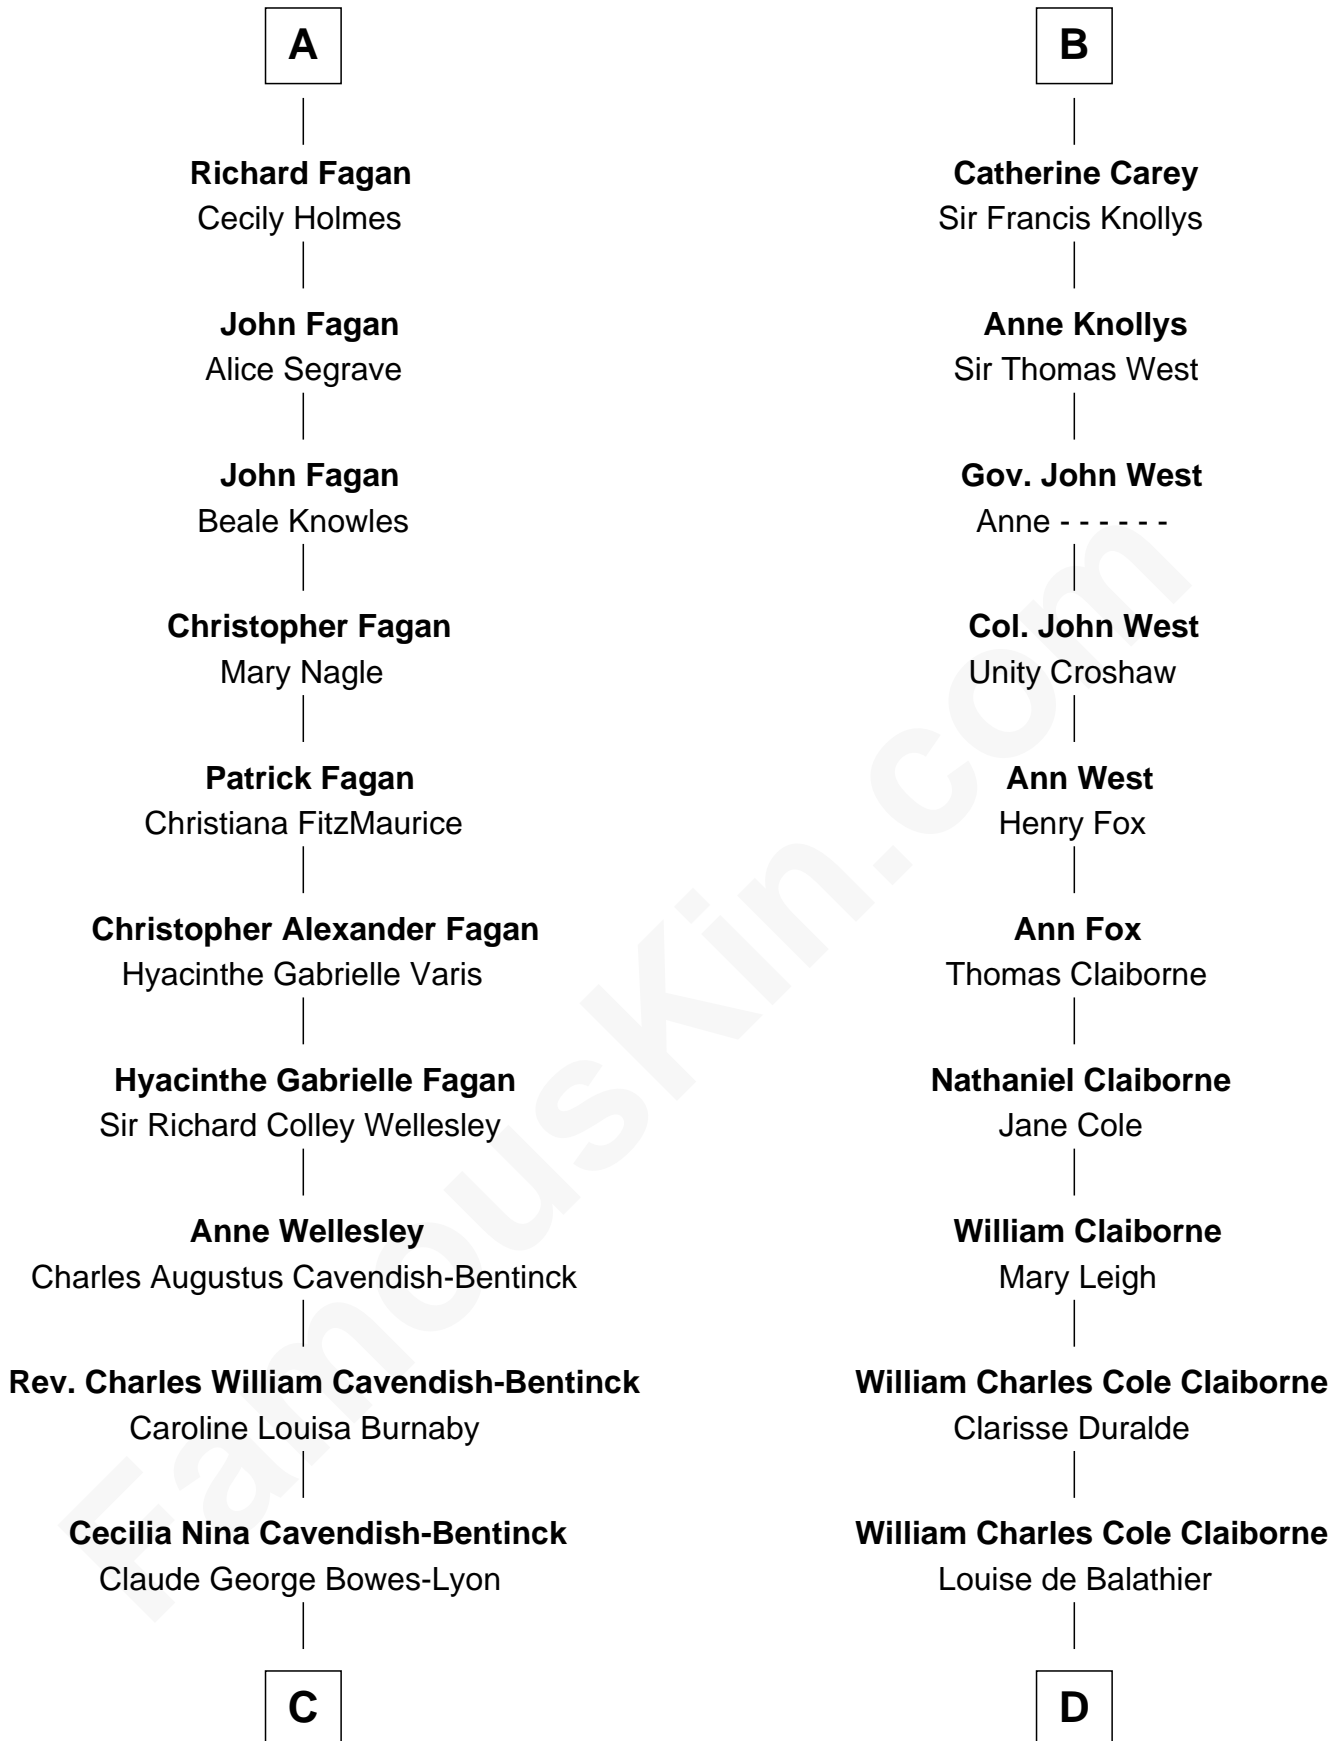 A
Richard Fagan
Cecily Holmes
John Fagan
Alice Segrave
John Fagan
Beale Knowles
Christopher Fagan
Mary Nagle
Patrick Fagan
Christiana FitzMaurice
Christopher Alexander Fagan
Hyacinthe Gabrielle Varis
Hyacinthe Gabrielle Fagan
Sir Richard Colley Wellesley
Anne Wellesley
Charles Augustus Cavendish-Bentinck
Rev. Charles William Cavendish-Bentinck
Caroline Louisa Burnaby
Cecilia Nina Cavendish-Bentinck
Claude George Bowes-Lyon
C
B
Catherine Carey
Sir Francis Knollys
Anne Knollys
Sir Thomas West
Gov. John West
Anne - - - - - -
Col. John West
Unity Croshaw
Ann West
Henry Fox
Ann Fox
Thomas Claiborne
Nathaniel Claiborne
Jane Cole
William Claiborne
Mary Leigh
William Charles Cole Claiborne
Clarisse Duralde
William Charles Cole Claiborne
Louise de Balathier
D
FamousKin.com